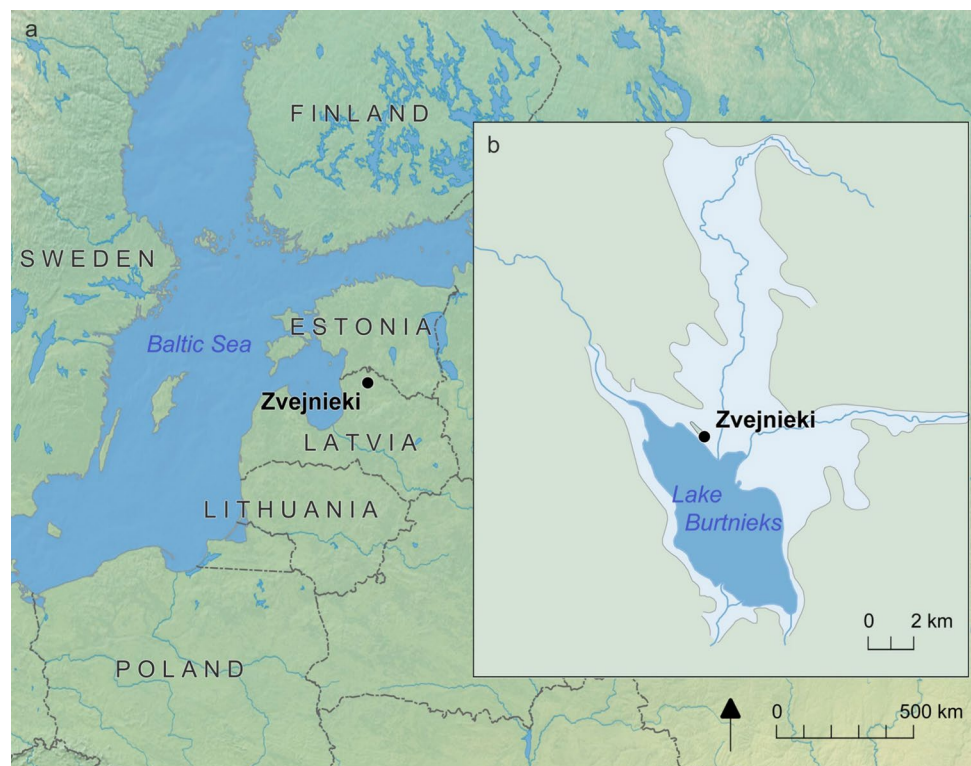 a
FINLAND
SWEDEN
Baltic Sea
ESTONIA
Zvejnieki
LATVIA
LITHUANIA
POLAND
b
Zvejnieki
Lake
Burtnieks
0 2 km
0 500 km